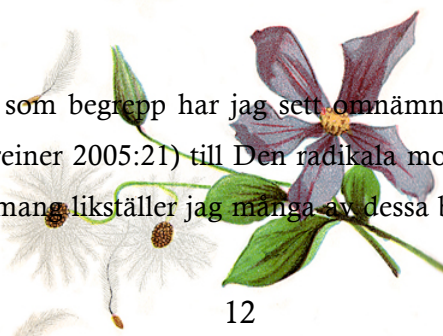 som begrepp har jag sett omnämn
reiner 2005:21) till Den radikala mo
mang likställer jag många av dessa b
12